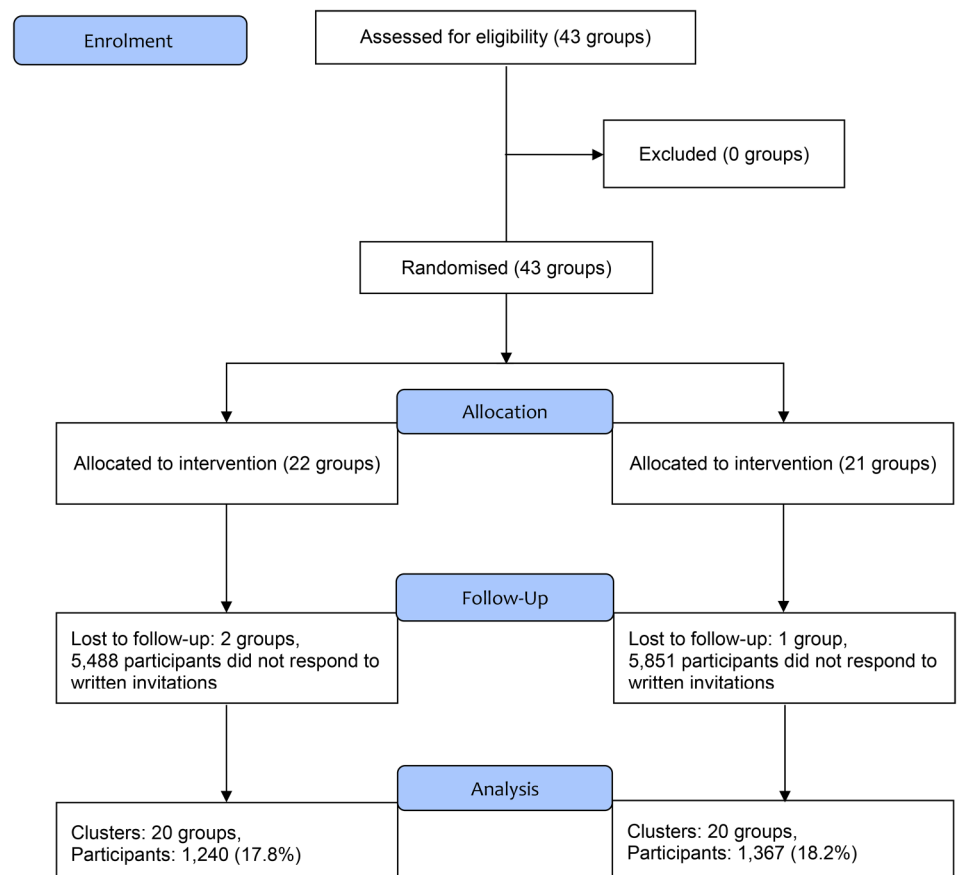 Enrolment
Assessed for eligibility (43 groups)
Excluded (0 groups)
Randomised (43 groups)
Allocation
Allocated to intervention (22 groups)
Allocated to intervention (21 groups)
Follow-Up
Lost to follow-up: 2 groups,
5,488 participants did not respond to
written invitations
Lost to follow-up: 1 group,
5,851 participants did not respond to
written invitations
Analysis
Clusters: 20 groups,
Participants: 1,240 (17.8%)
Clusters: 20 groups,
Participants: 1,367 (18.2%)